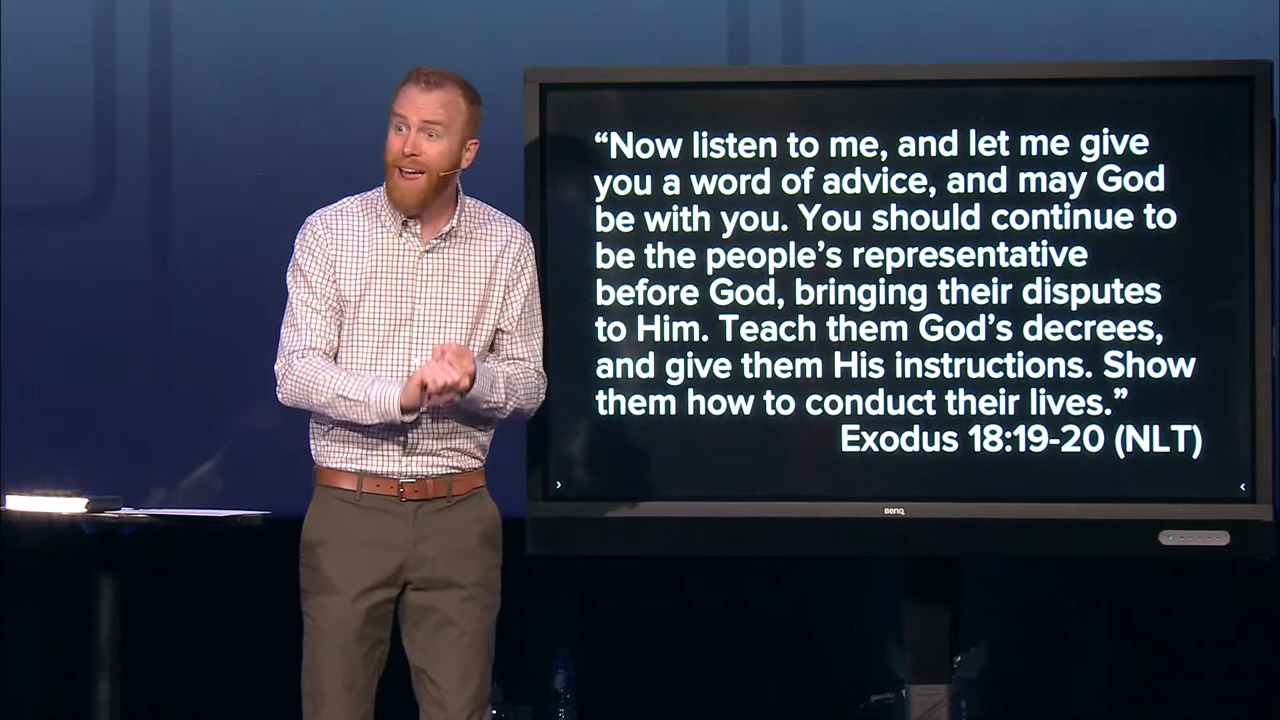 “Now listen to me, and let me give
you a word of advice, and may God
be with you. You should continue to
be the people’s representative
before God, bringing their disputes
to Him. Teach them God’s decrees,
and give them His instructions. Show
them how to conduct their lives.”
Exodus 18:19-20 (NLT)
BenQ